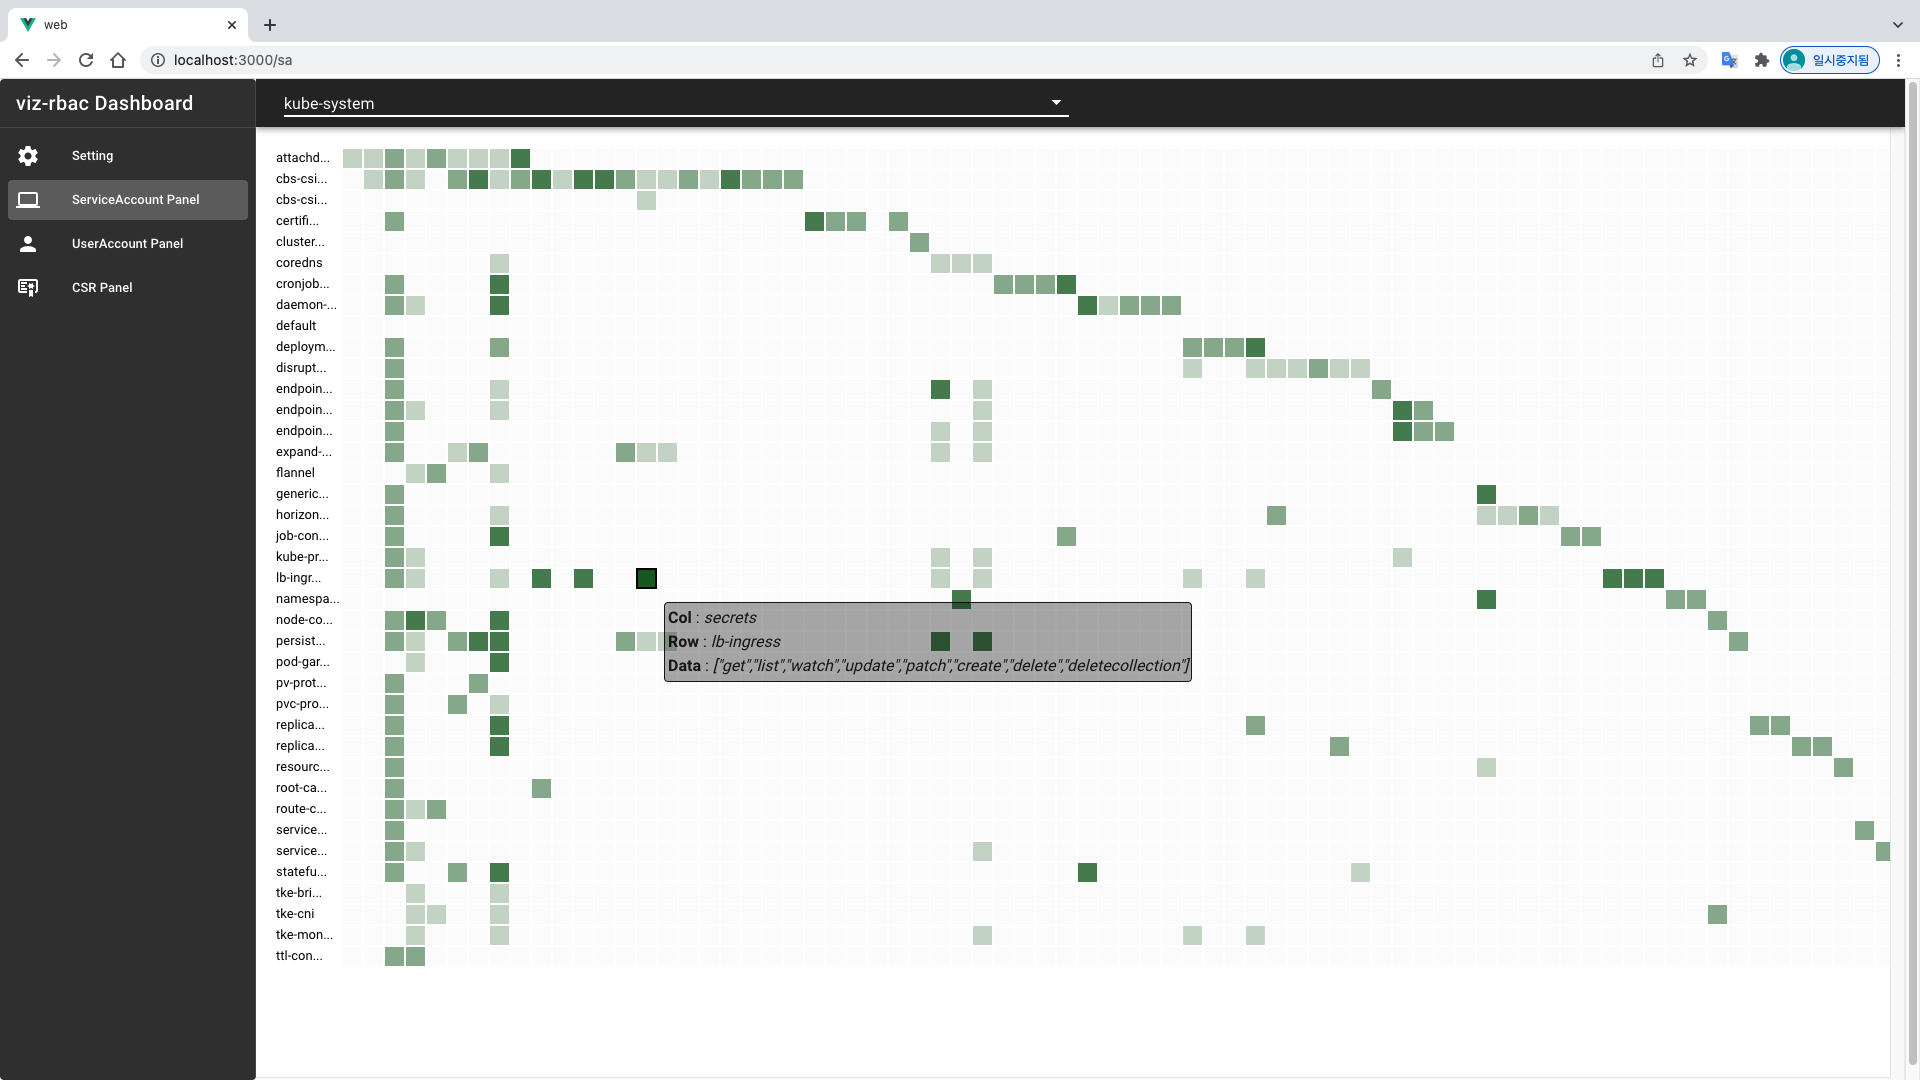 web
localhost:3000/sa
일시중지됨
viz-rbac Dashboard
kube-system
Setting
ServiceAccount Panel
UserAccount Panel
CSR Panel
attachd...
cbs-csi...
cbs-csi...
certifi...
cluster...
coredns
cronjob...
daemon-...
default
deploym...
disrupt...
endpoin...
endpoin...
endpoin...
expand-...
flannel
generic...
horizon...
job-con...
kube-pr...
lb-ingr...
namespa...
node-co...
persist...
pod-gar...
pv-prot...
pvc-pro...
replica...
replica...
resourc...
root-ca...
route-c...
service...
service...
statefu...
tke-bri...
tke-cni
tke-mon...
ttl-con...
Col : secrets
Row : lb-ingress
Data : ["get","list","watch","update","patch","create","delete","deletecollection"]